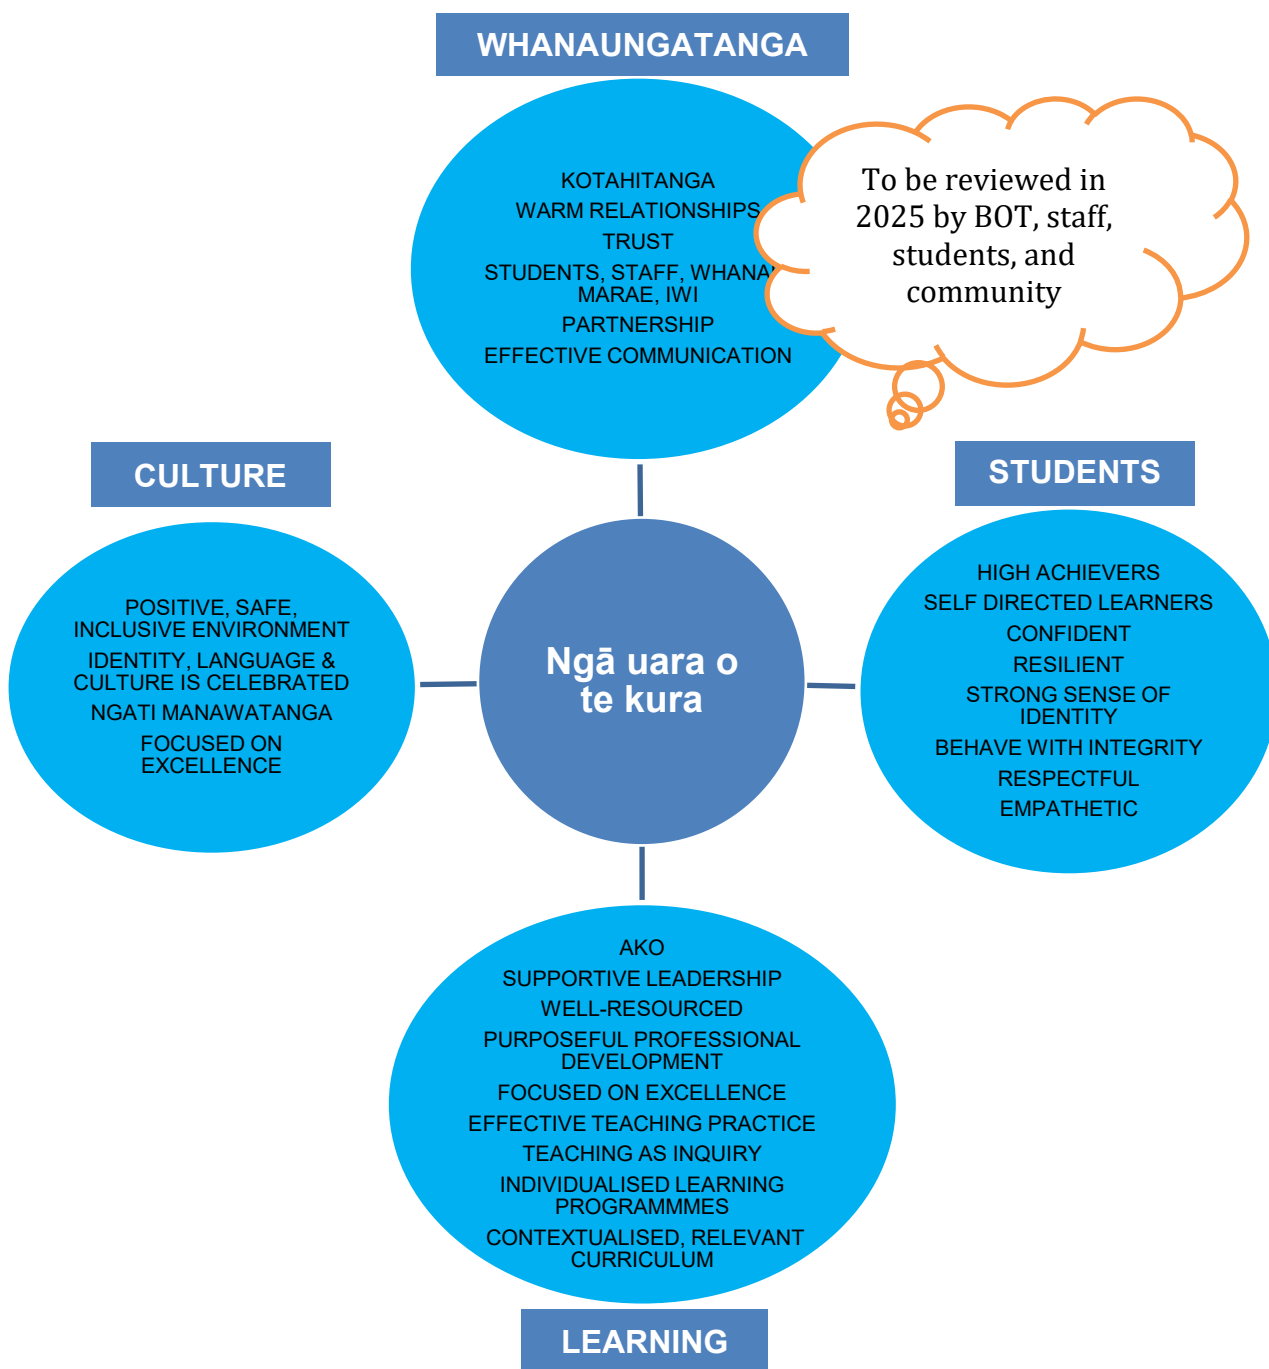 WHANAUNGATANGA
KOTAHITANGA
WARM RELATIONSHIPS
TRUST
STUDENTS, STAFF, WHANAU
MARAE, IWI
PARTNERSHIP
EFFECTIVE COMMUNICATION
To be reviewed in
2025 by BOT, staff,
students, and
community
CULTURE
POSITIVE, SAFE,
INCLUSIVE ENVIRONMENT
IDENTITY, LANGUAGE &
CULTURE IS CELEBRATED
NGATI MANAWATANGA
FOCUSED ON
EXCELLENCE
Ngā uara o
te kura
STUDENTS
HIGH ACHIEVERS
SELF DIRECTED LEARNERS
CONFIDENT
RESILIENT
STRONG SENSE OF
IDENTITY
BEHAVE WITH INTEGRITY
RESPECTFUL
EMPATHETIC
AKO
SUPPORTIVE LEADERSHIP
WELL-RESOURCED
PURPOSEFUL PROFESSIONAL
DEVELOPMENT
FOCUSED ON EXCELLENCE
EFFECTIVE TEACHING PRACTICE
TEACHING AS INQUIRY
INDIVIDUALISED LEARNING
PROGRAMMMES
CONTEXTUALISED, RELEVANT
CURRICULUM
LEARNING